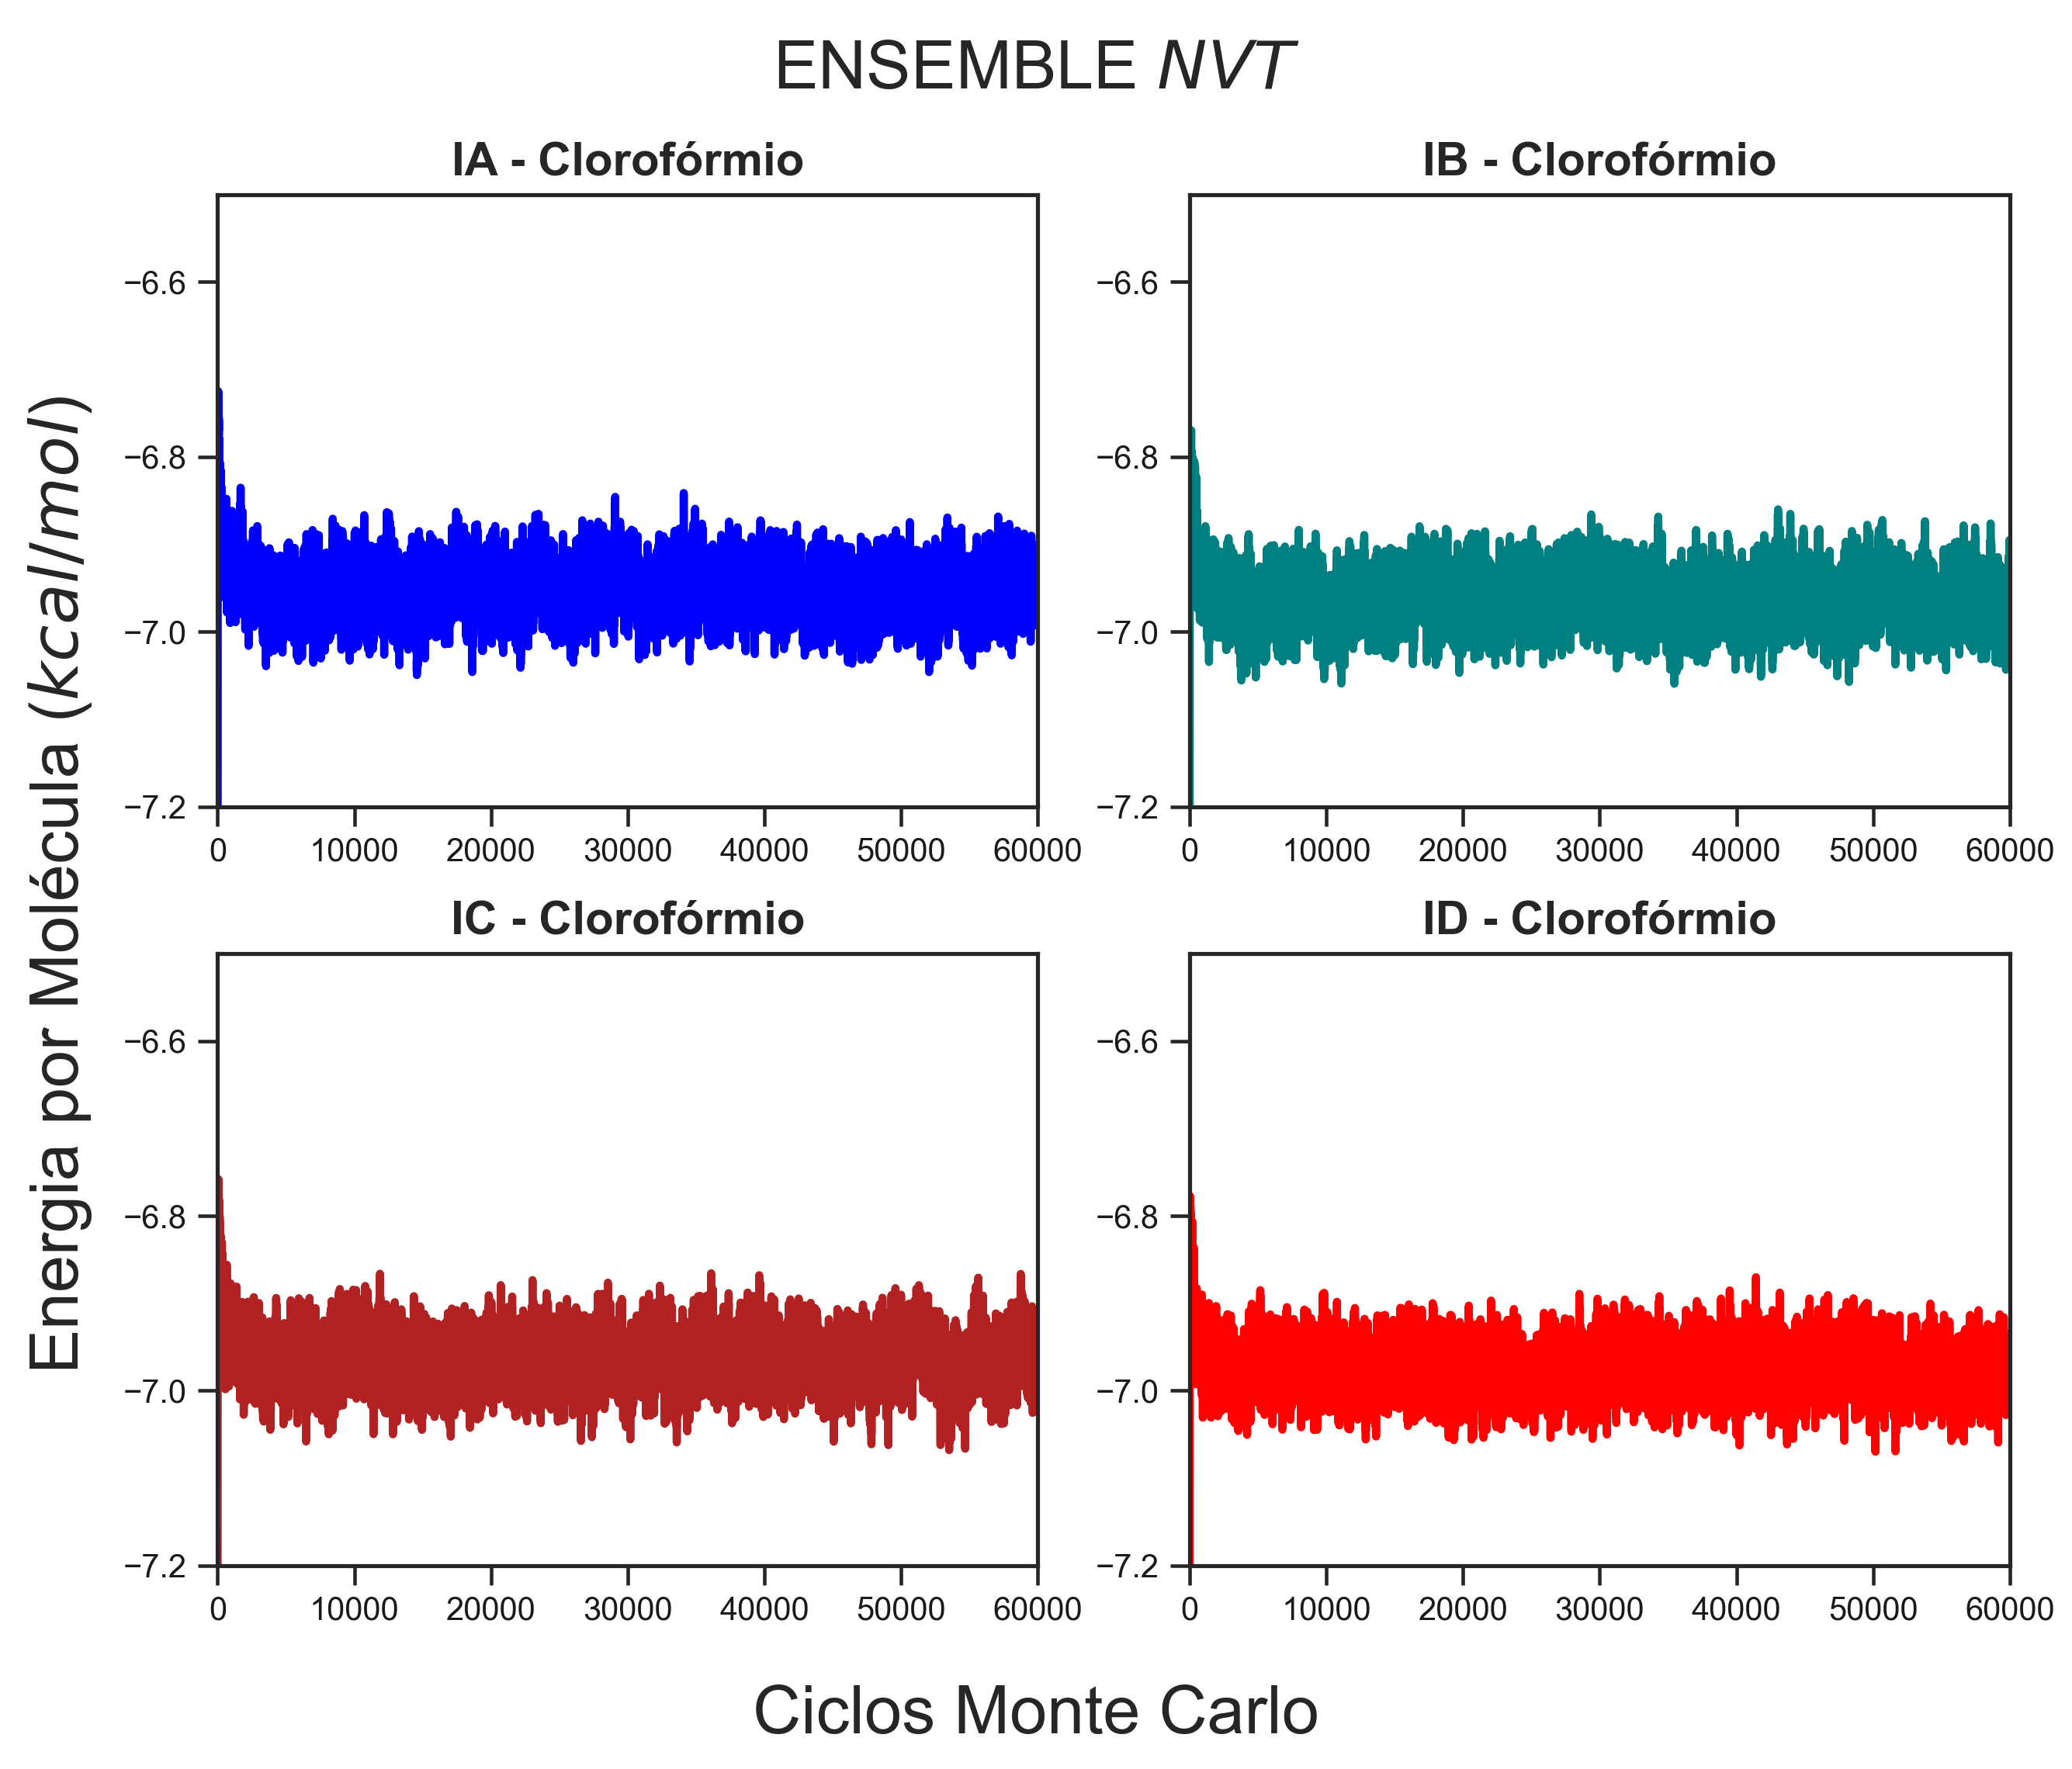 ENSEMBLE NVT
IA - Clorofórmio
IB - Clorofórmio
−6.6
−6.8
−7.0
−7.2
0 10000 20000 30000 40000 50000 60000
−6.6
−6.8
−7.0
−7.2
0 10000 20000 30000 40000 50000 60000
IC - Clorofórmio
ID - Clorofórmio
−6.6
−6.8
−7.0
−7.2
0 10000 20000 30000 40000 50000 60000
−6.6
−6.8
−7.0
−7.2
0 10000 20000 30000 40000 50000 60000
Energia por Molécula (kcal/mol)
Ciclos Monte Carlo